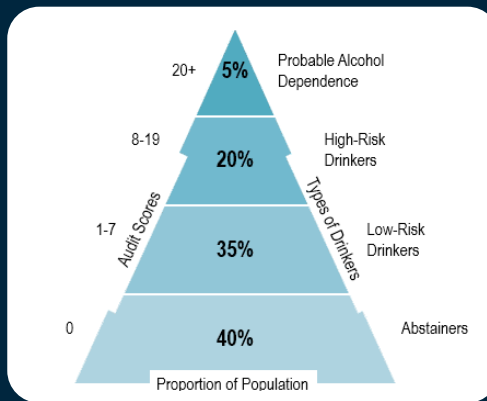 20+
5%
Probable Alcohol
Dependence
8-19
20%
High-Risk
Drinkers
Audit Scores
Types of Drinkers
1-7
35%
Low-Risk
Drinkers
0
40%
Abstainers
Proportion of Population